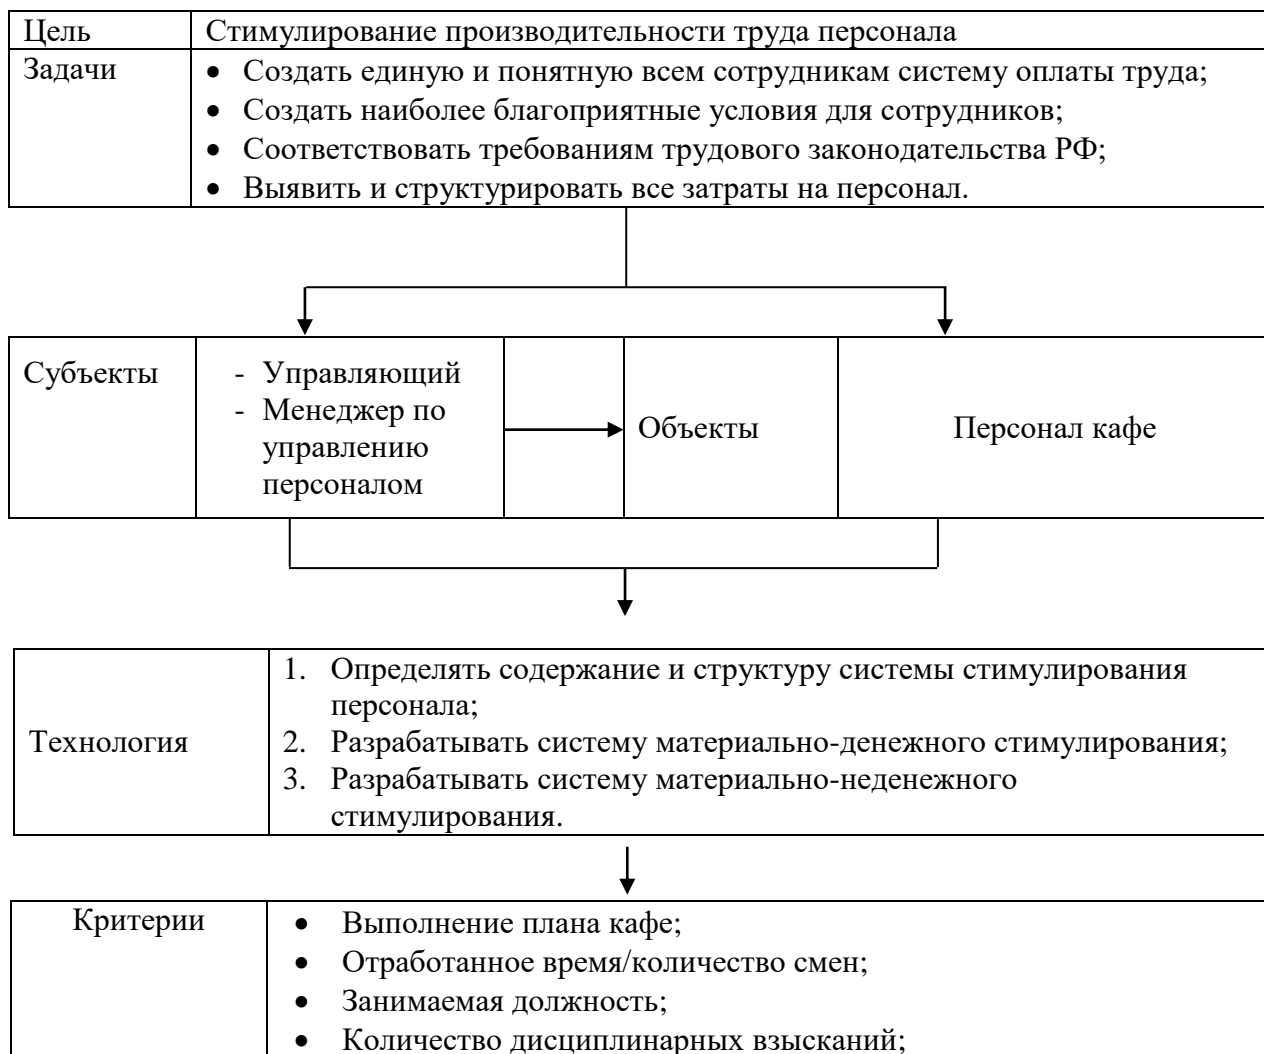 Цель Стимулирование производительности труда персонала
Задачи • Создать единую и понятную всем сотрудникам систему оплаты труда;
• Создать наиболее благоприятные условия для сотрудников;
• Соответствовать требованиям трудового законодательства РФ;
• Выявить и структурировать все затраты на персонал.
Субъекты
- Управляющий
- Менеджер по
управлению
персоналом
Объекты
Персонал кафе
Технология
1. Определять содержание и структуру системы стимулирования
персонала;
2. Разрабатывать систему материально-денежного стимулирования;
3. Разрабатывать систему материально-неденежного
стимулирования.
Критерии
• Выполнение плана кафе;
• Отработанное время/количество смен;
• Занимаемая должность;
• Количество дисциплинарных взысканий;